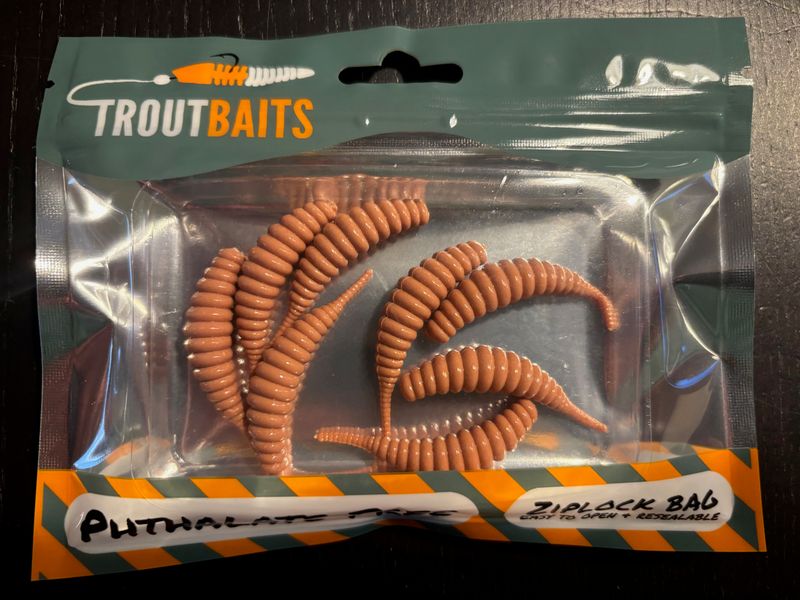 TROUTBAITS
PHTHALATE FREE
ZIPLOCK BAG
EASY TO OPEN + RESEALABLE